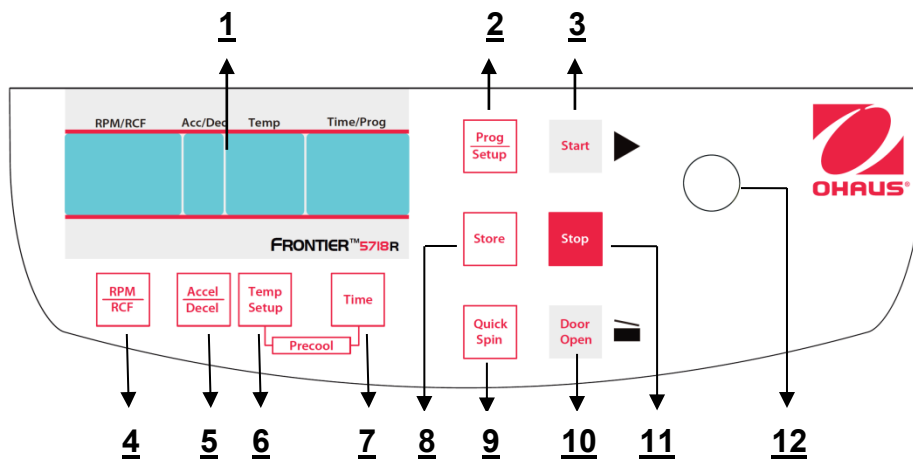 1 2 3
RPM/RCF Acc/Dec Temp Time/Prog
Prog
Setup
Start
OHAUS®
FRONTIER™5718R
Store
Stop
RPM
RCF
Accel
Decel
Temp
Setup
Time
Precool
Quick
Spin
Door
Open
4 5 6 7 8 9 10 11 12